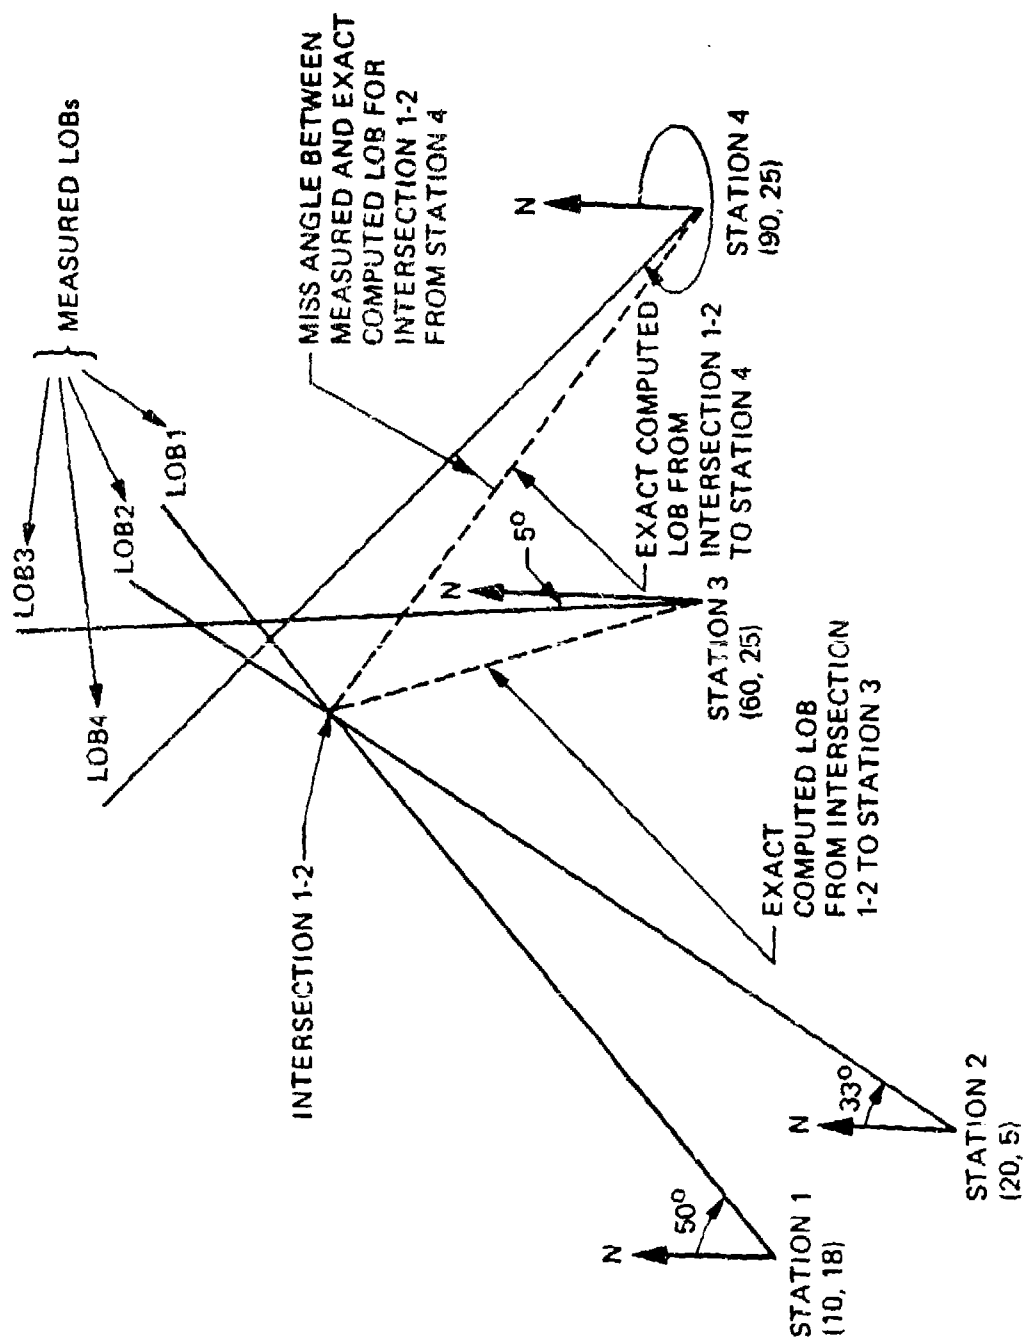 MEASURED LOBs
LOB3
LOB4
LOB2
LOB1
MISS ANGLE BETWEEN
MEASURED AND EXACT
COMPUTED LOB FOR
INTERSECTION 1-2
FROM STATION 4
INTERSECTION 1-2
N
50°
STATION 1
(10, 18)
N
33°
STATION 2
(20, 5)
EXACT
COMPUTED LOB
FROM INTERSECTION
1-2 TO STATION 3
N
5°
STATION 3
(60, 25)
EXACT COMPUTED
LOB FROM
INTERSECTION 1-2
TO STATION 4
N
STATION 4
(90, 25)